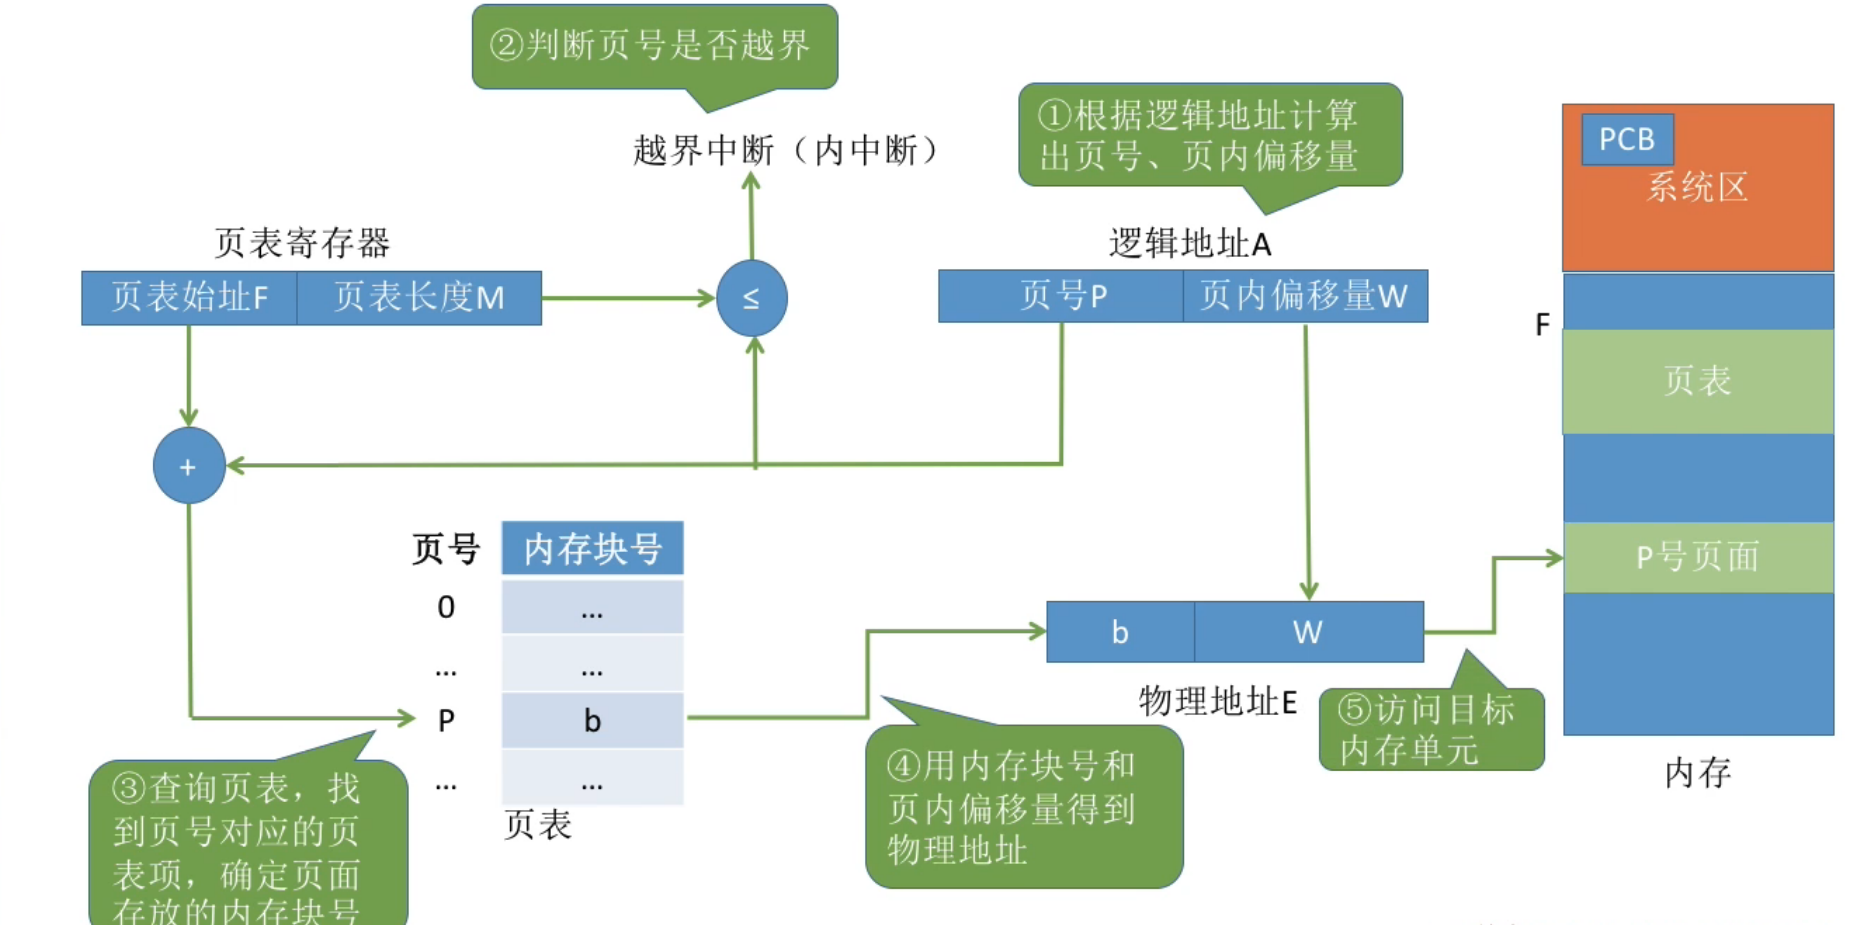 ②判断页号是否越界
①根据逻辑地址计算
出页号、页内偏移量
越界中断（内中断）
PCB
系统区
页表寄存器
逻辑地址A
页表始址F
页表长度M
≤
页号P
页内偏移量W
F
页表
+
页号
内存块号
P号页面
0
...
...
...
b
W
P
b
物理地址E
⑤访问目标
内存单元
...
...
页表
③查询页表，找
到页号对应的页
表项，确定页面
存放的内存块号
④用内存块号和
页内偏移量得到
物理地址
内存